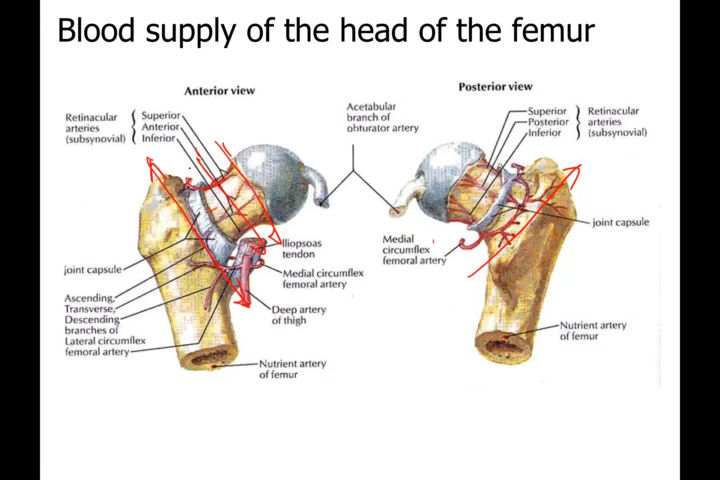 Blood supply of the head of the femur
Anterior view
Posterior view
Retinacular
arteries
(subsynovial)
Superior
Anterior
Inferior
Acetabular
branch of
obturator artery
Superior
Posterior
Inferior
Retinacular
arteries
(subsynovial)
Iliopsoas
tendon
Medial circumflex
femoral artery
Deep artery
of thigh
Nutrient artery
of femur
joint capsule
Ascending,
Transverse,
Descending
branches of
Lateral circumflex
femoral artery
Medial
circumflex
femoral artery
joint capsule
Nutrient artery
of femur